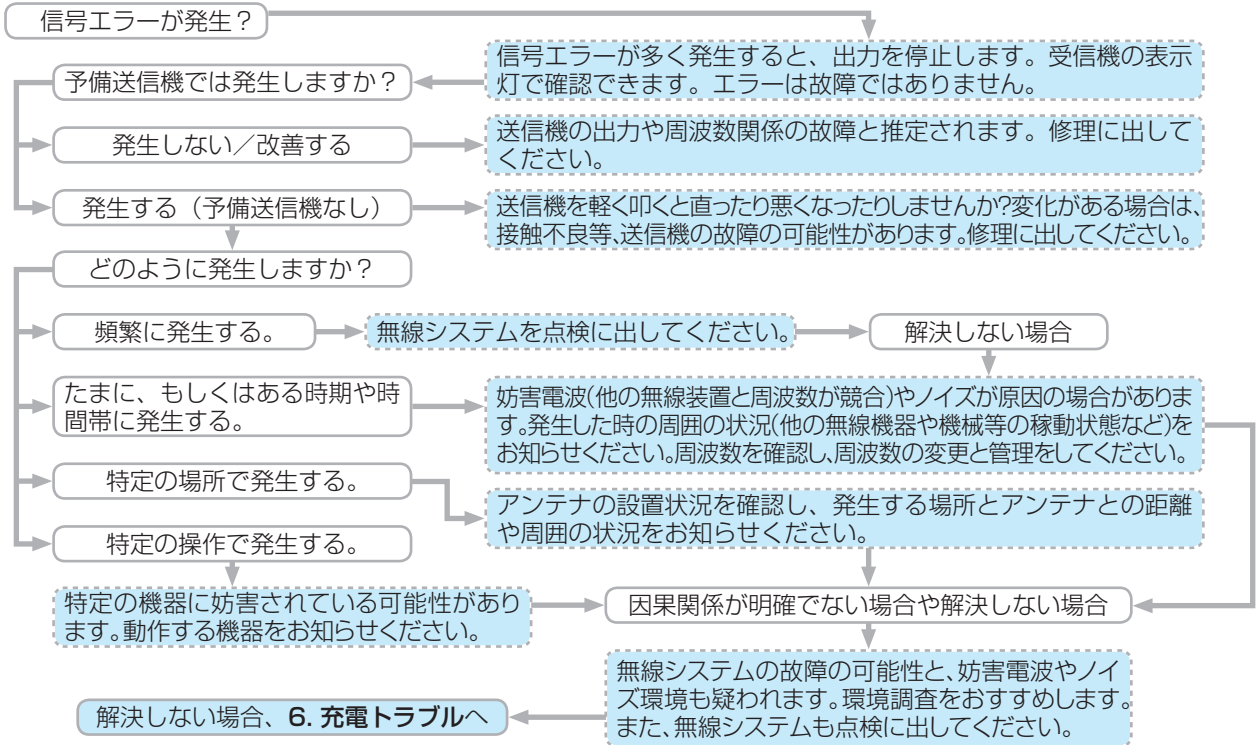 信号エラーが発生？
信号エラーが多く発生すると、出力を停止します。受信機の表示
灯で確認できます。エラーは故障ではありません。
予備送信機では発生しますか？
発生しない／改善する
送信機の出力や周波数関係の故障と推定されます。修理に出して
ください。
発生する（予備送信機なし）
送信機を軽く叩くと直ったり悪くなったりしませんか?変化がある場合は、
接触不良等、送信機の故障の可能性があります。修理に出してください。
どのように発生しますか？
頻繁に発生する。
無線システムを点検に出してください。
解決しない場合
たまに、もしくはある時期や時
間帯に発生する。
妨害電波(他の無線装置と周波数が競合)やノイズが原因の場合がありま
す。発生した時の周囲の状況(他の無線機器や機械等の稼動状態など)を
お知らせください。周波数を確認し、周波数の変更と管理をしてください。
特定の場所で発生する。
アンテナの設置状況を確認し、発生する場所とアンテナとの距離
や周囲の状況をお知らせください。
特定の操作で発生する。
特定の機器に妨害されている可能性があり
ます。動作する機器をお知らせください。
因果関係が明確でない場合や解決しない場合
無線システムの故障の可能性と、妨害電波やノイ
ズ環境も疑われます。環境調査をおすすめします。
また、無線システムも点検に出してください。
解決しない場合、6. 充電トラブルへ